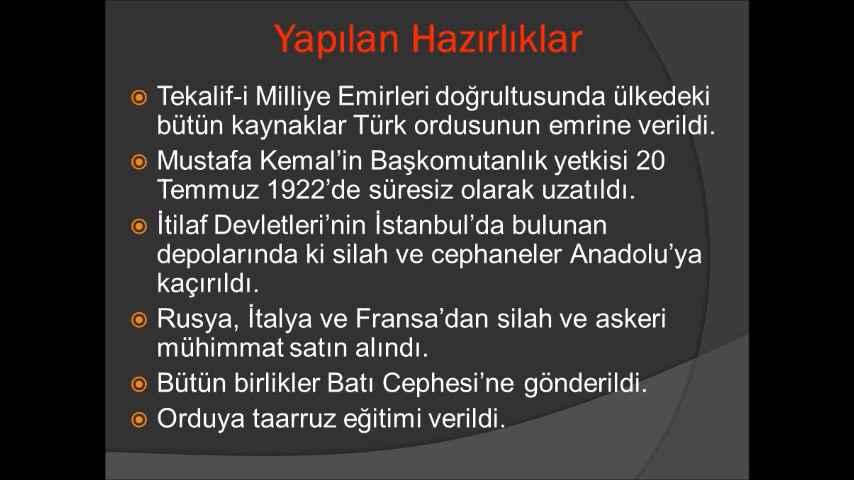 Yapılan Hazırlıklar
Tekalif-i Milliye Emirleri doğrultusunda ülkedeki
bütün kaynaklar Türk ordusunun emrine verildi.
Mustafa Kemal’in Başkomutanlık yetkisi 20
Temmuz 1922’de süresiz olarak uzatıldı.
İtilaf Devletleri’nin İstanbul’da bulunan
depolarında ki silah ve cephaneler Anadolu’ya
kaçırıldı.
Rusya, İtalya ve Fransa’dan silah ve askeri
mühimmat satın alındı.
Bütün birlikler Batı Cephesi’ne gönderildi.
Orduya taarruz eğitimi verildi.